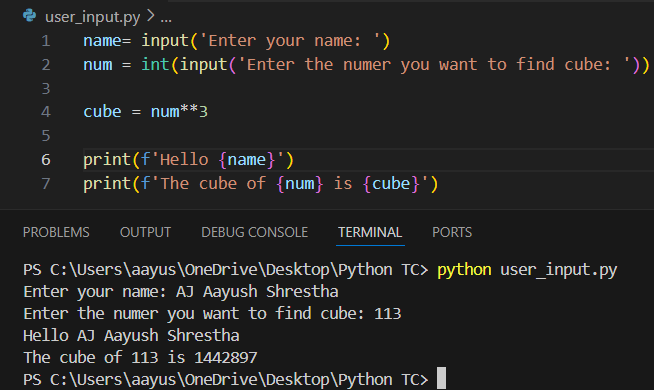 user_input.py > ...
1 name= input('Enter your name: ')
2 num = int(input('Enter the numer you want to find cube: '))
3
4 cube = num**3
5
6 print(f'Hello {name}')
7 print(f'The cube of {num} is {cube}')
PROBLEMS OUTPUT DEBUG CONSOLE TERMINAL PORTS
PS C:\Users\aayus\OneDrive\Desktop\Python TC> python user_input.py
Enter your name: AJ Aayush Shrestha
Enter the numer you want to find cube: 113
Hello AJ Aayush Shrestha
The cube of 113 is 1442897
PS C:\Users\aayus\OneDrive\Desktop\Python TC>